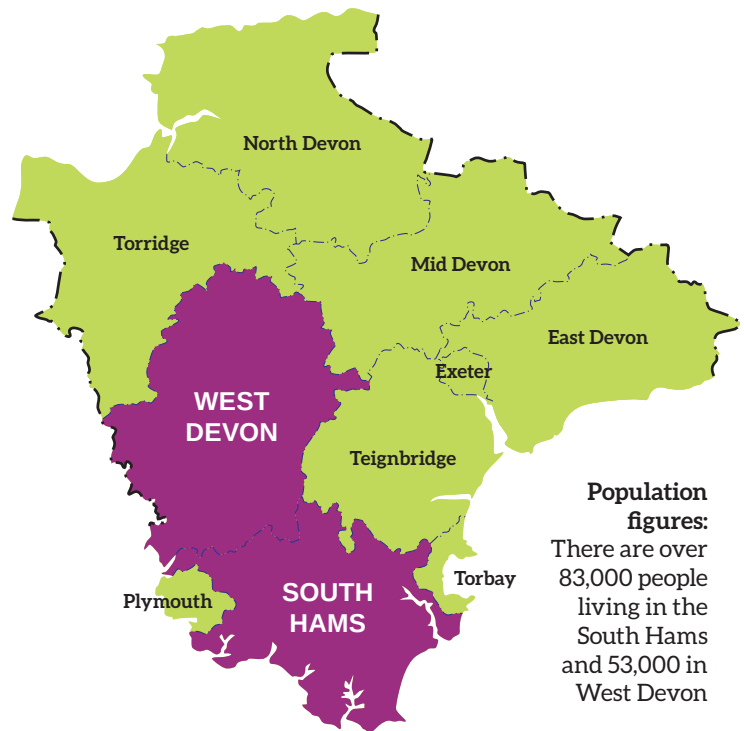 North Devon
Torridge
Mid Devon
East Devon
Exeter
WEST
DEVON
Teignbridge
Population
figures:
There are over
83,000 people
living in the
South Hams
and 53,000 in
West Devon
Torbay
SOUTH
HAMS
Plymouth